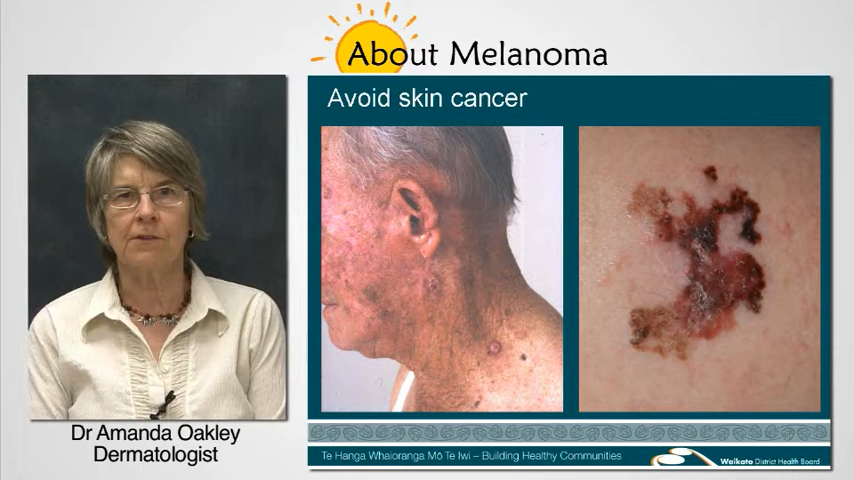 About Melanoma
Avoid skin cancer
Dr Amanda Oakley
Dermatologist
Te Hanga Whaioranga Mō Te Iwi – Building Healthy Communities
Waikato District Health Board